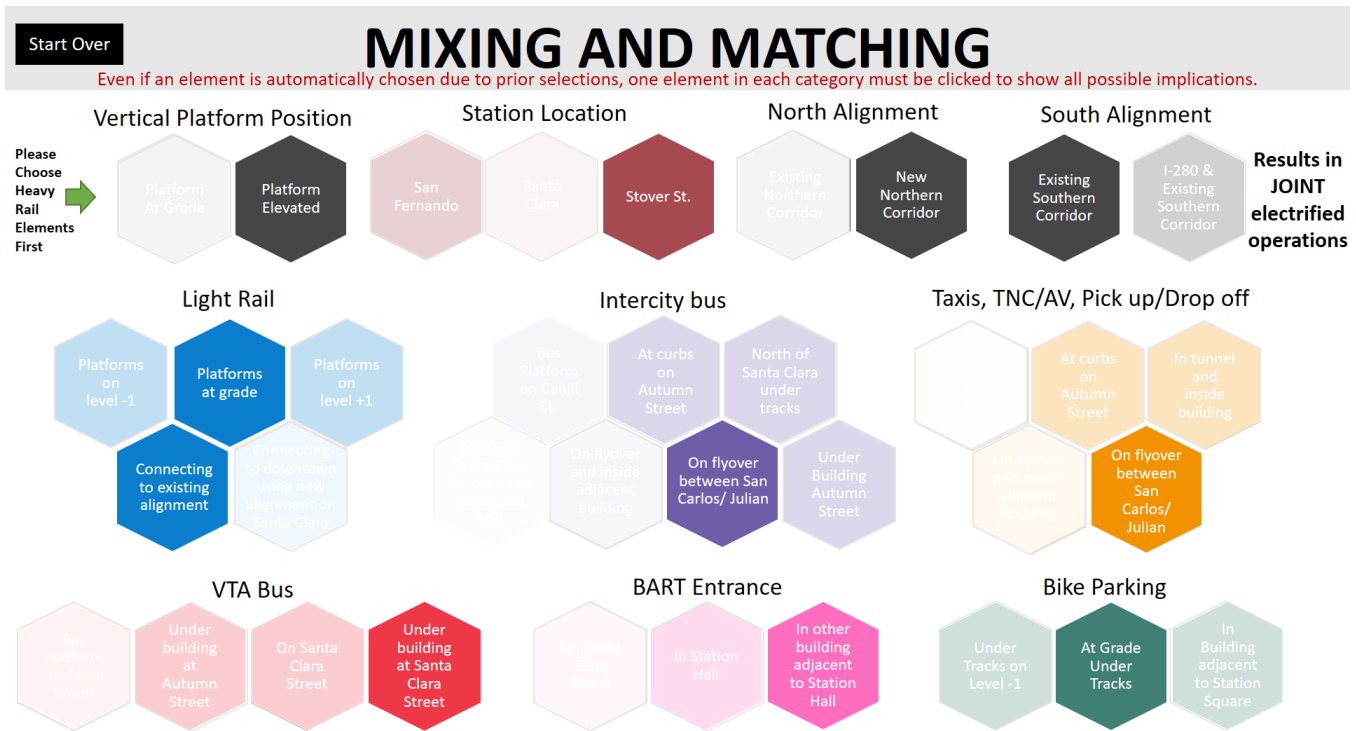 Start Over
MIXING AND MATCHING
Even if an element is automatically chosen due to prior selections, one element in each category must be clicked to show all possible implications.
Vertical Platform Position
Station Location
North Alignment
South Alignment
Please
Choose
Heavy
Rail
Elements
First
Platform
At Grade
Platform
Elevated
San
Fernando
Santa
Clara
Stover St.
Existing
Northern
Corridor
New
Northern
Corridor
Existing
Southern
Corridor
I-280 &
Existing
Southern
Corridor
Results in
JOINT
electrified
operations
Light Rail
Intercity bus
Taxis, TNC/AV, Pick up/Drop off
Platforms
on
level -1
Platforms
at grade
Platforms
on
level +1
Connecting
to existing
alignment
Connecting
to downtown
using new
alignment on
Santa Clara
Bus
Platform
on Cahill
St.
At curbs
on
Autumn
Street
North of
Santa Clara
under
tracks
On flyover
and inside
adjacent
building
On flyover
between San
Carlos/ Julian
Under
Building
Autumn
Street
At curbs
on
Autumn
Street
In tunnel
and
inside
building
On flyover
and inside
adjacent
building
On flyover
between
San
Carlos/
Julian
VTA Bus
BART Entrance
Bike Parking
Bus
Platform
on Cahill
Street
Under
building
at
Autumn
Street
On Santa
Clara
Street
Under
building
at Santa
Clara
Street
On Santa
Clara
Street
In Station
Hall
In other
building
adjacent
to Station
Hall
Under
Tracks on
Level -1
At Grade
Under
Tracks
In
Building
adjacent
to Station
Square